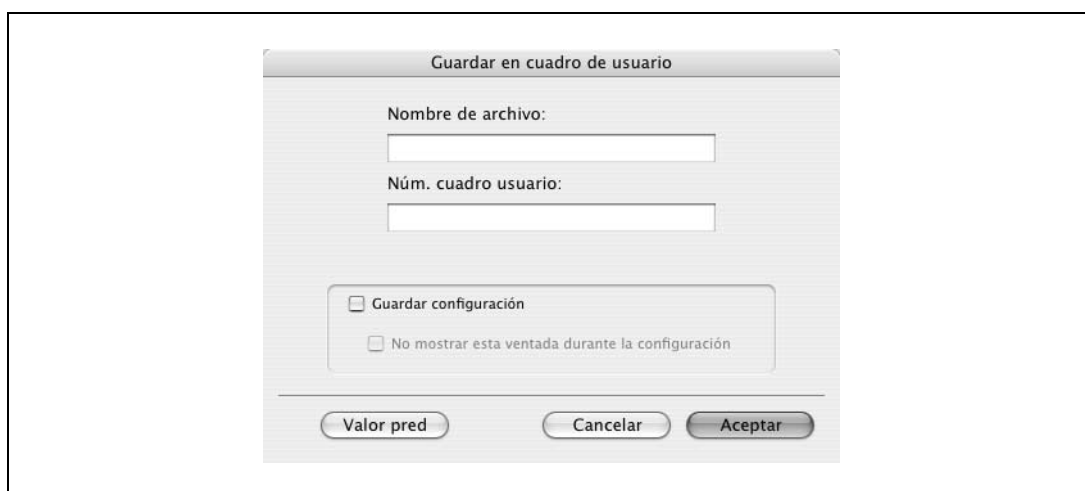 Guardar en cuadro de usuario
Nombre de archivo:
Núm. cuadro usuario:
Guardar configuración
No mostrar esta ventada durante la configuración
Valor pred
Cancelar
Aceptar